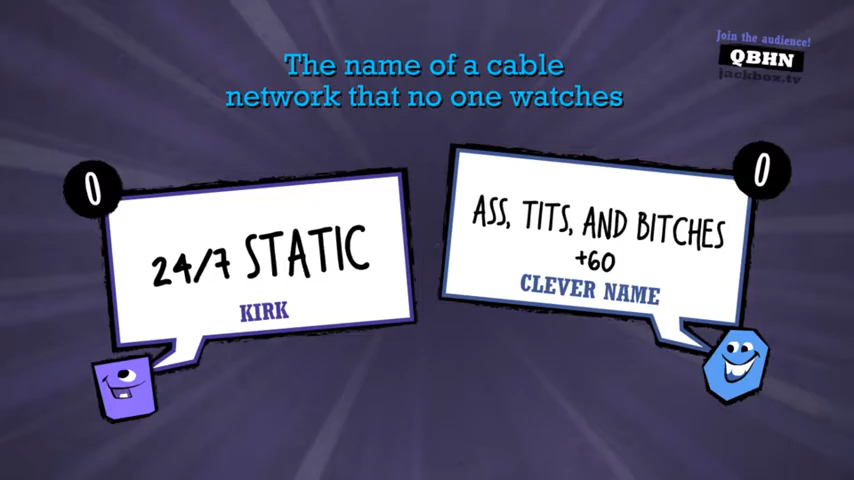 Join the audience!
QBHN
jackbox.tv
The name of a cable
network that no one watches
0
24/7 STATIC
KIRK
0
ASS, TITS, AND BITCHES
+60
CLEVER NAME